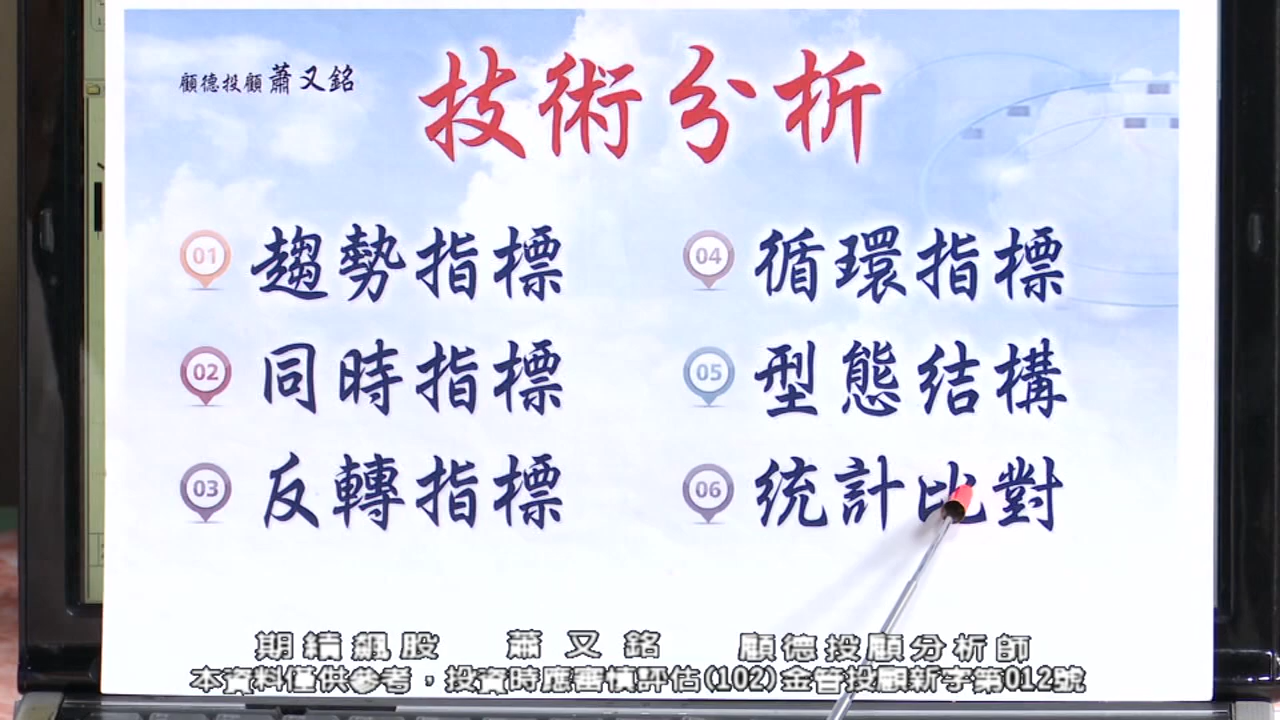 顧德投顧 蕭又銘
技術分析
01 趨勢指標
02 同時指標
03 反轉指標
04 循環指標
05 型態结構
06 统計比對
期績飆股 蕭又銘 顧德投顧分析師
本資料僅供參考，投資時應審慎評估(102)金管投顧新字第012號